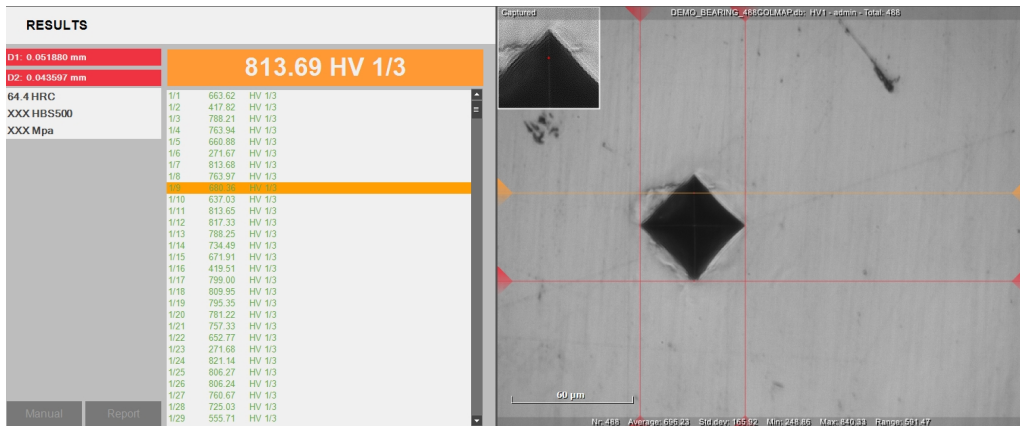 RESULTS
D1: 0.051880 mm
D2: 0.043597 mm
813.69 HV 1/3
64.4 HRC
XXX HBS500
XXX Mpa
1/1 663.62 HV 1/3
1/2 417.82 HV 1/3
1/3 788.21 HV 1/3
1/4 763.94 HV 1/3
1/5 660.88 HV 1/3
1/6 271.67 HV 1/3
1/7 813.68 HV 1/3
1/8 763.97 HV 1/3
1/9 680.36 HV 1/3
1/10 637.03 HV 1/3
1/11 813.65 HV 1/3
1/12 817.33 HV 1/3
1/13 788.25 HV 1/3
1/14 734.49 HV 1/3
1/15 671.91 HV 1/3
1/16 419.51 HV 1/3
1/17 799.00 HV 1/3
1/18 809.95 HV 1/3
1/19 795.35 HV 1/3
1/20 781.22 HV 1/3
1/21 757.33 HV 1/3
1/22 652.77 HV 1/3
1/23 271.68 HV 1/3
1/24 821.14 HV 1/3
1/25 806.27 HV 1/3
1/26 806.24 HV 1/3
1/27 760.67 HV 1/3
1/28 725.03 HV 1/3
1/29 555.71 HV 1/3
Manual Report
Captured
DEMO_BEARING_488COLMAP.db: HV1 - admin - Total: 488
60 µm
Nr: 488 Average: 696.23 Std.dev: 165.92 Min: 248.86 Max: 840.33 Range: 591.47